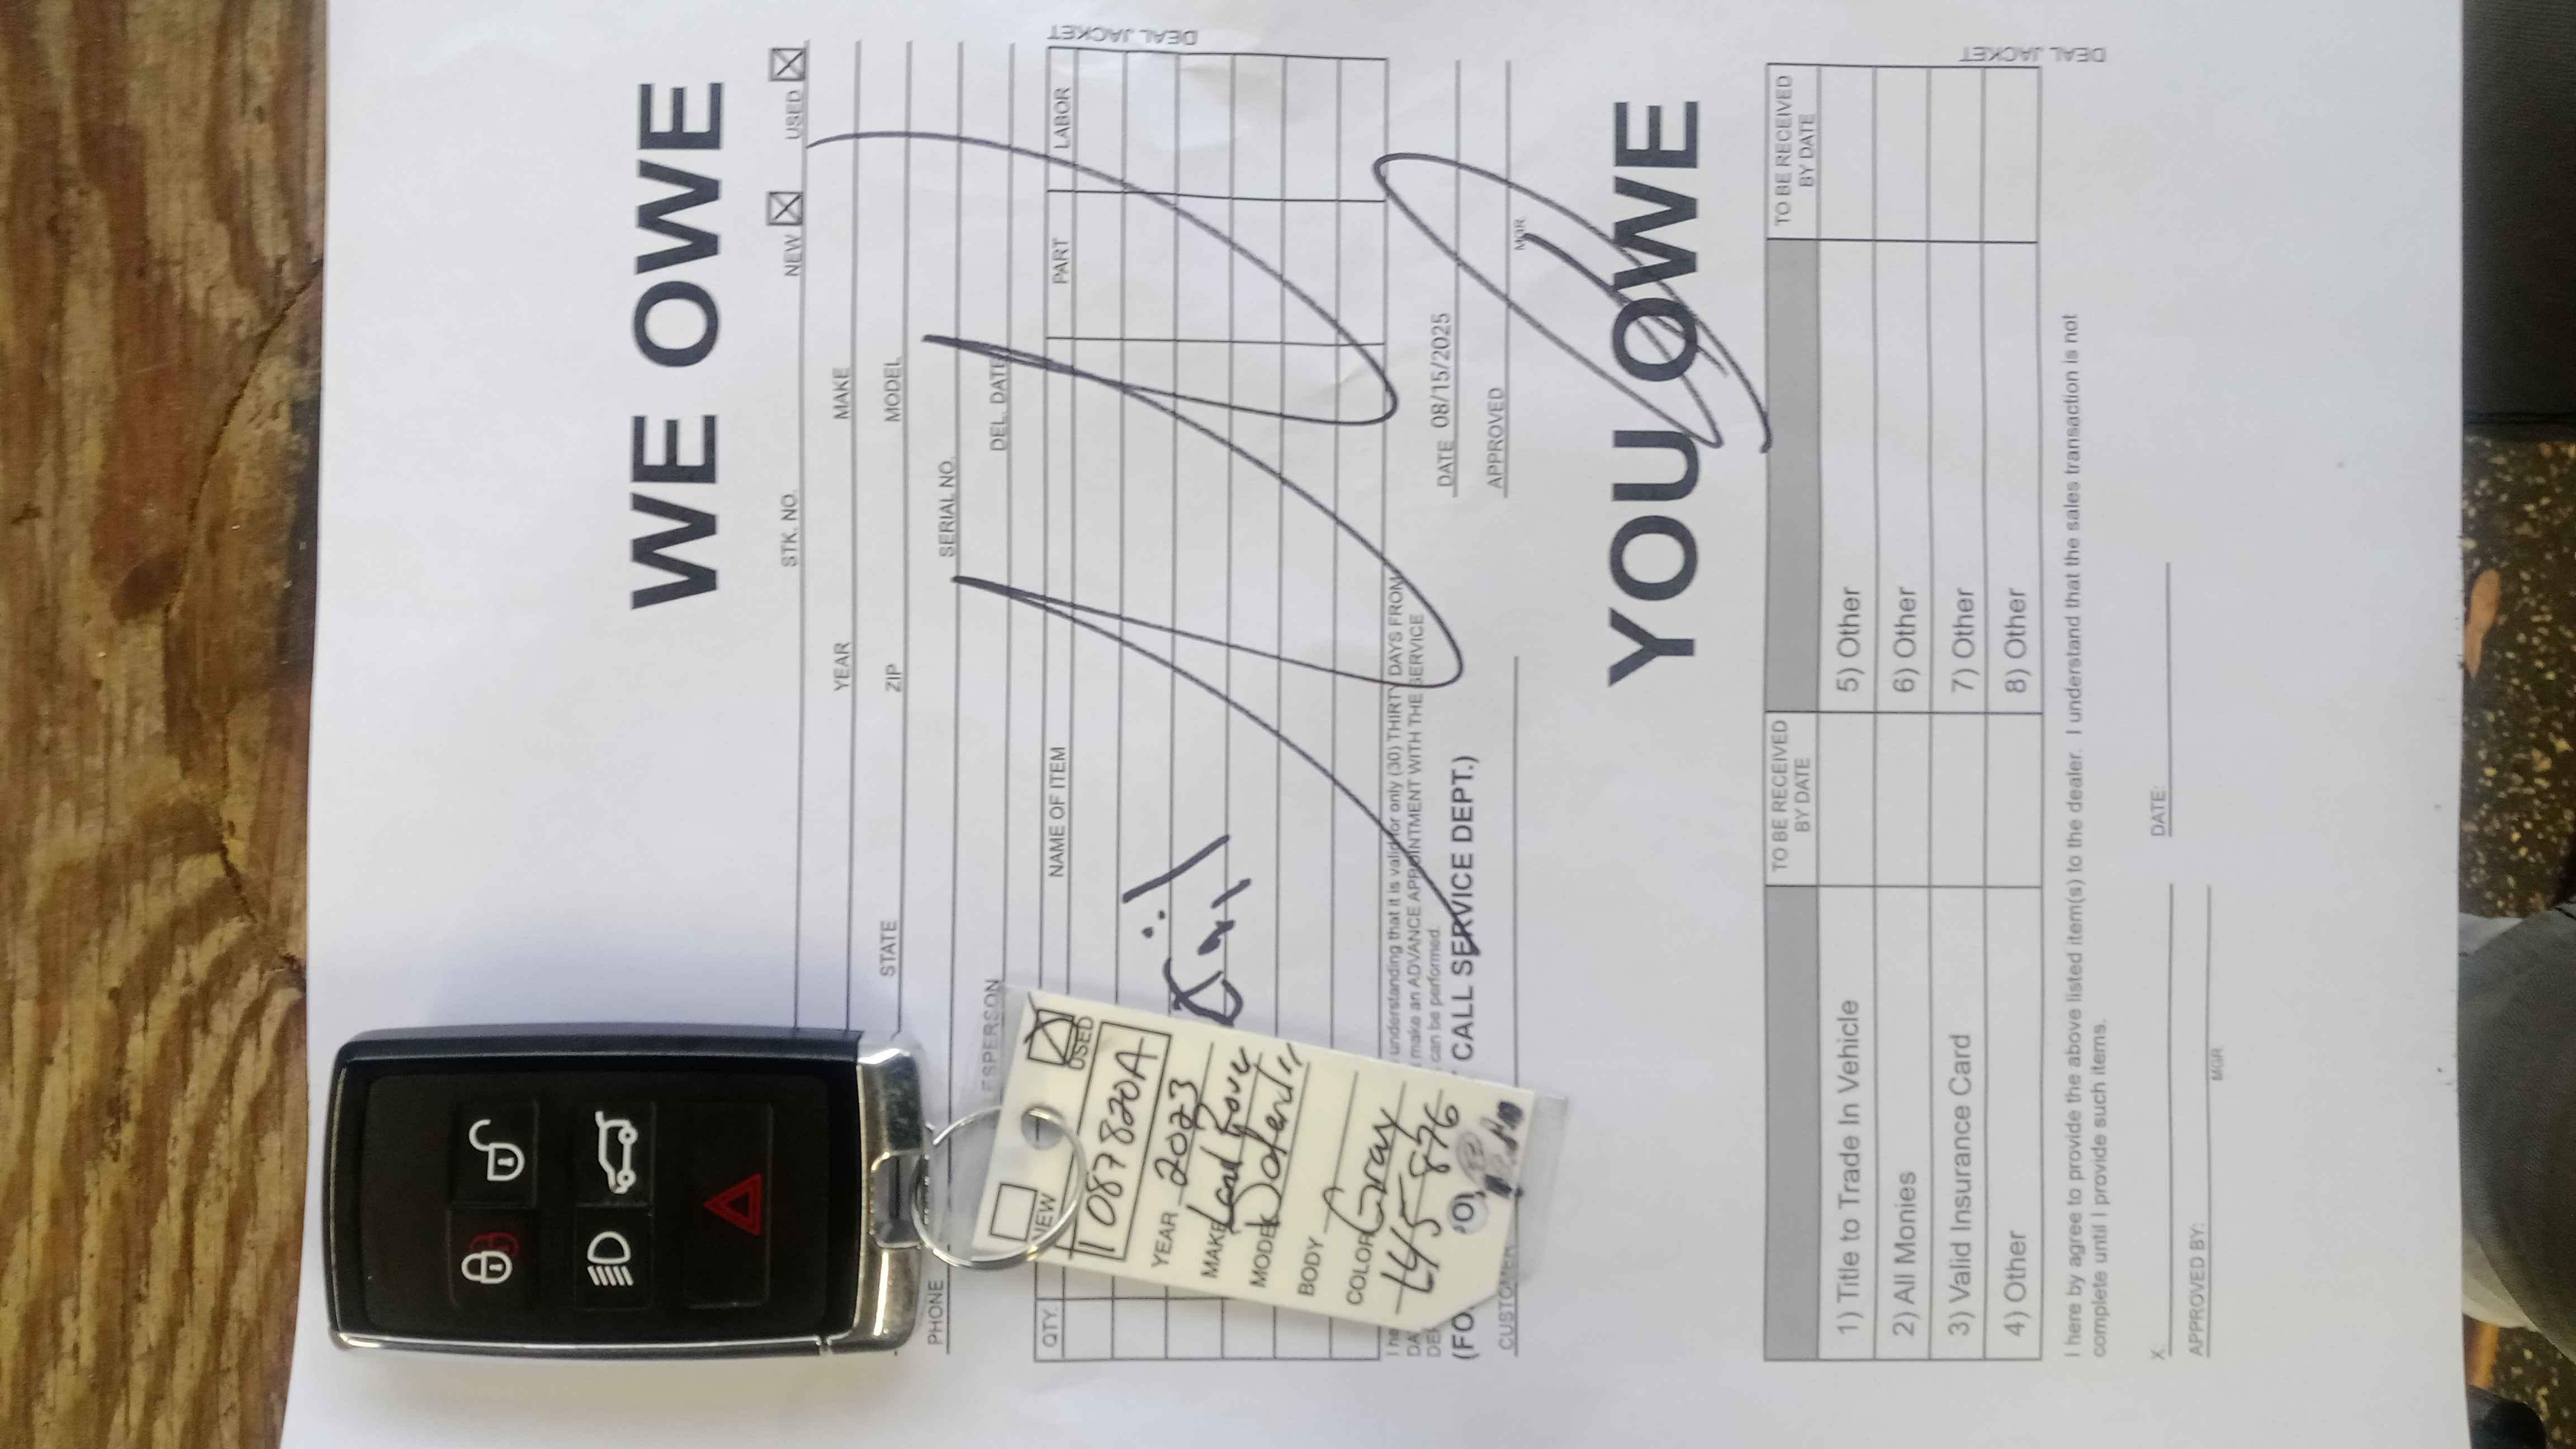 WE OWE
STK. NO. NEW USED
YEAR MAKE
STATE ZIP MODEL
PHONE SERIAL NO.
ESPERSON DEL. DATE
DEAL JACKET
QTY. NAME OF ITEM PART LABOR
understanding that it is valid for only (30) THIRTY DAYS FROM
make an ADVANCE APPOINTMENT WITH THE SERVICE
can be performed.
CALL SERVICE DEPT.)
DATE 08/15/2025
CUSTOMER APPROVED
MGR.
NEW USED
1087820A
YEAR 2023
MAKE Land Rover
MODEL Defender
BODY
COLOR Gray
L45876
YOU OWE
DEAL JACKET
TO BE RECEIVED BY DATE TO BE RECEIVED BY DATE
1) Title to Trade In Vehicle 5) Other
2) All Monies 6) Other
3) Valid Insurance Card 7) Other
4) Other 8) Other
I here by agree to provide the above listed item(s) to the dealer. I understand that the sales transaction is not
complete until I provide such items.
X. DATE:
APPROVED BY:
MGR